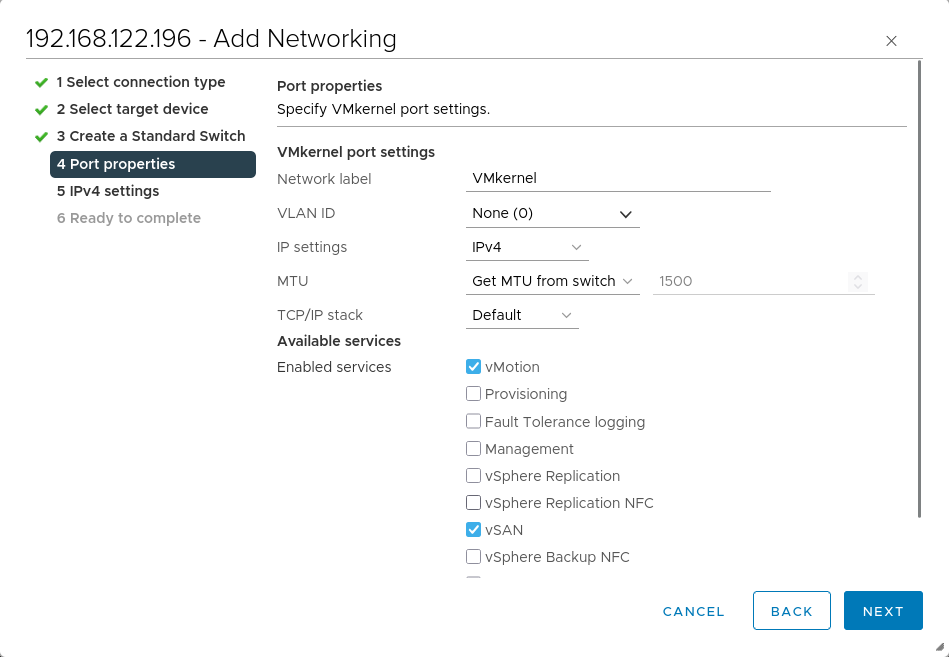 192.168.122.196 - Add Networking
1 Select connection type
2 Select target device
3 Create a Standard Switch
4 Port properties
5 IPv4 settings
6 Ready to complete
Port properties
Specify VMkernel port settings.
VMkernel port settings
Network label VMkernel
VLAN ID None (0)
IP settings IPv4
MTU Get MTU from switch 1500
TCP/IP stack Default
Available services
Enabled services vMotion
Provisioning
Fault Tolerance logging
Management
vSphere Replication
vSphere Replication NFC
vSAN
vSphere Backup NFC
CANCEL BACK NEXT